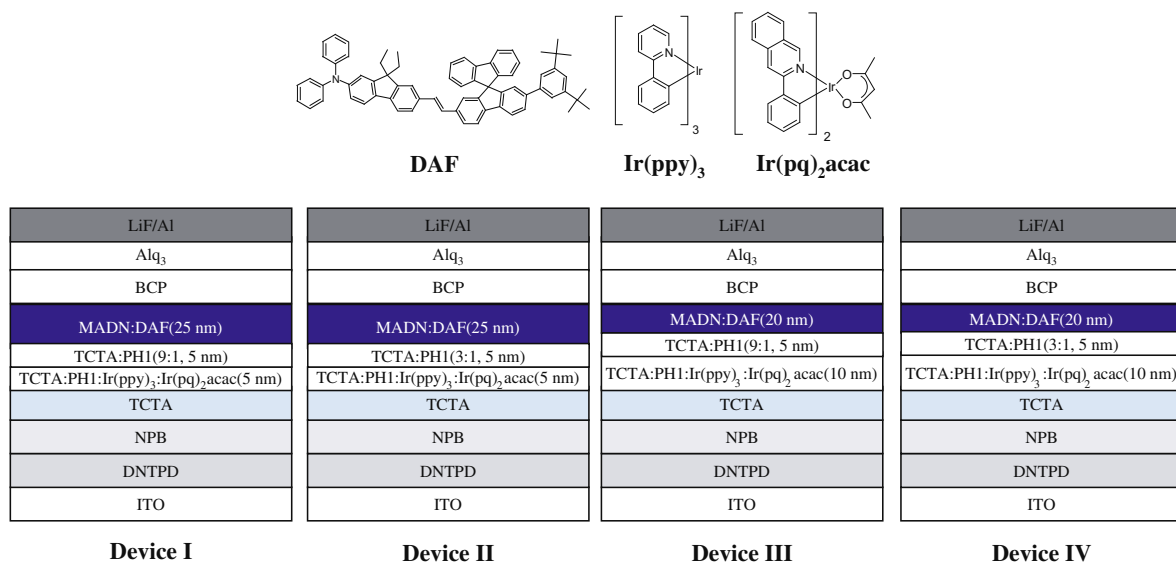 N
N
Ir
3
N
Ir
O
O
2
DAF
Ir(ppy)₃
Ir(pq)₂acac
LiF/Al
Alq₃
BCP
MADN:DAF(25 nm)
TCTA:PH1(9:1, 5 nm)
TCTA:PH1:Ir(ppy)₃:Ir(pq)₂acac(5 nm)
TCTA
NPB
DNTPD
ITO
Device I
LiF/Al
Alq₃
BCP
MADN:DAF(25 nm)
TCTA:PH1(3:1, 5 nm)
TCTA:PH1:Ir(ppy)₃:Ir(pq)₂acac(5 nm)
TCTA
NPB
DNTPD
ITO
Device II
LiF/Al
Alq₃
BCP
MADN:DAF(20 nm)
TCTA:PH1(9:1, 5 nm)
TCTA:PH1:Ir(ppy)₃:Ir(pq)₂acac(10 nm)
TCTA
NPB
DNTPD
ITO
Device III
LiF/Al
Alq₃
BCP
MADN:DAF(20 nm)
TCTA:PH1(3:1, 5 nm)
TCTA:PH1:Ir(ppy)₃:Ir(pq)₂acac(10 nm)
TCTA
NPB
DNTPD
ITO
Device IV